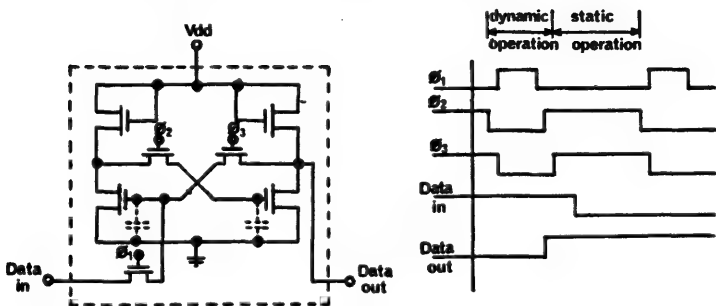 Vdd
Ø2
Ø3
Ø1
Data
in
Data
out
dynamic
operation
static
operation
Ø1
Ø2
Ø3
Data
in
Data
out